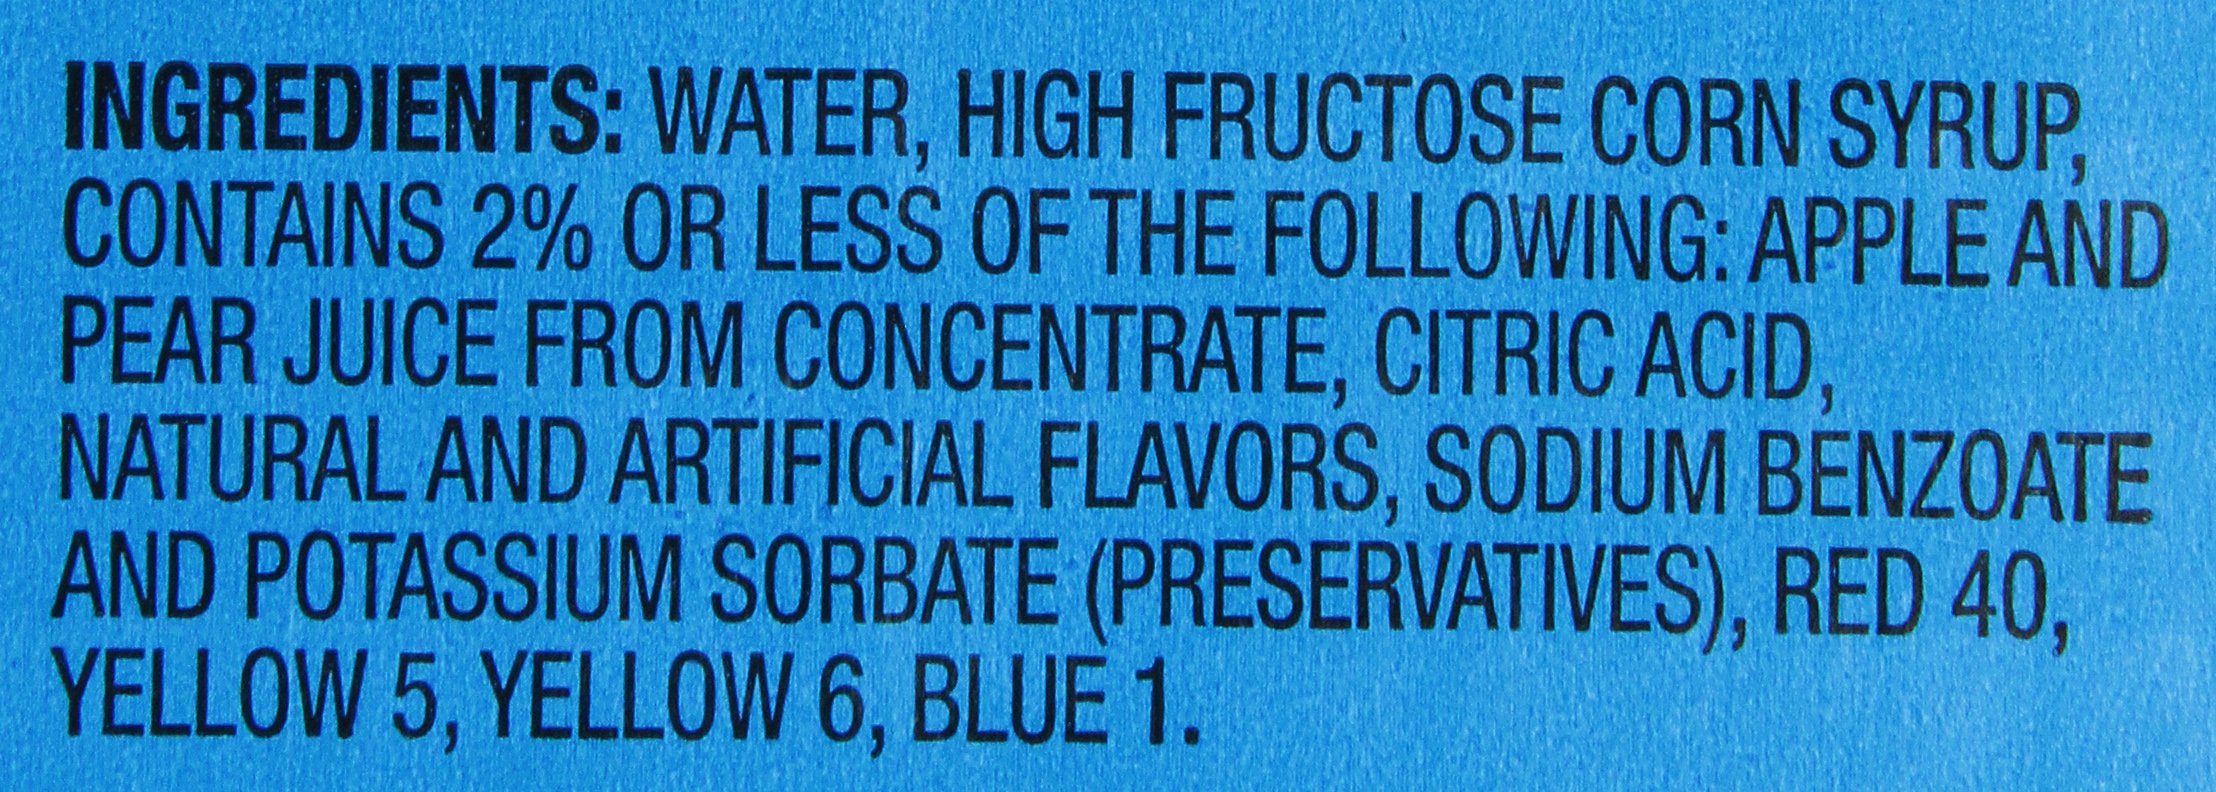 INGREDIENTS: WATER, HIGH FRUCTOSE CORN SYRUP,
CONTAINS 2% OR LESS OF THE FOLLOWING: APPLE AND
PEAR JUICE FROM CONCENTRATE, CITRIC ACID,
NATURAL AND ARTIFICIAL FLAVORS, SODIUM BENZOATE
AND POTASSIUM SORBATE (PRESERVATIVES), RED 40,
YELLOW 5, YELLOW 6, BLUE 1.